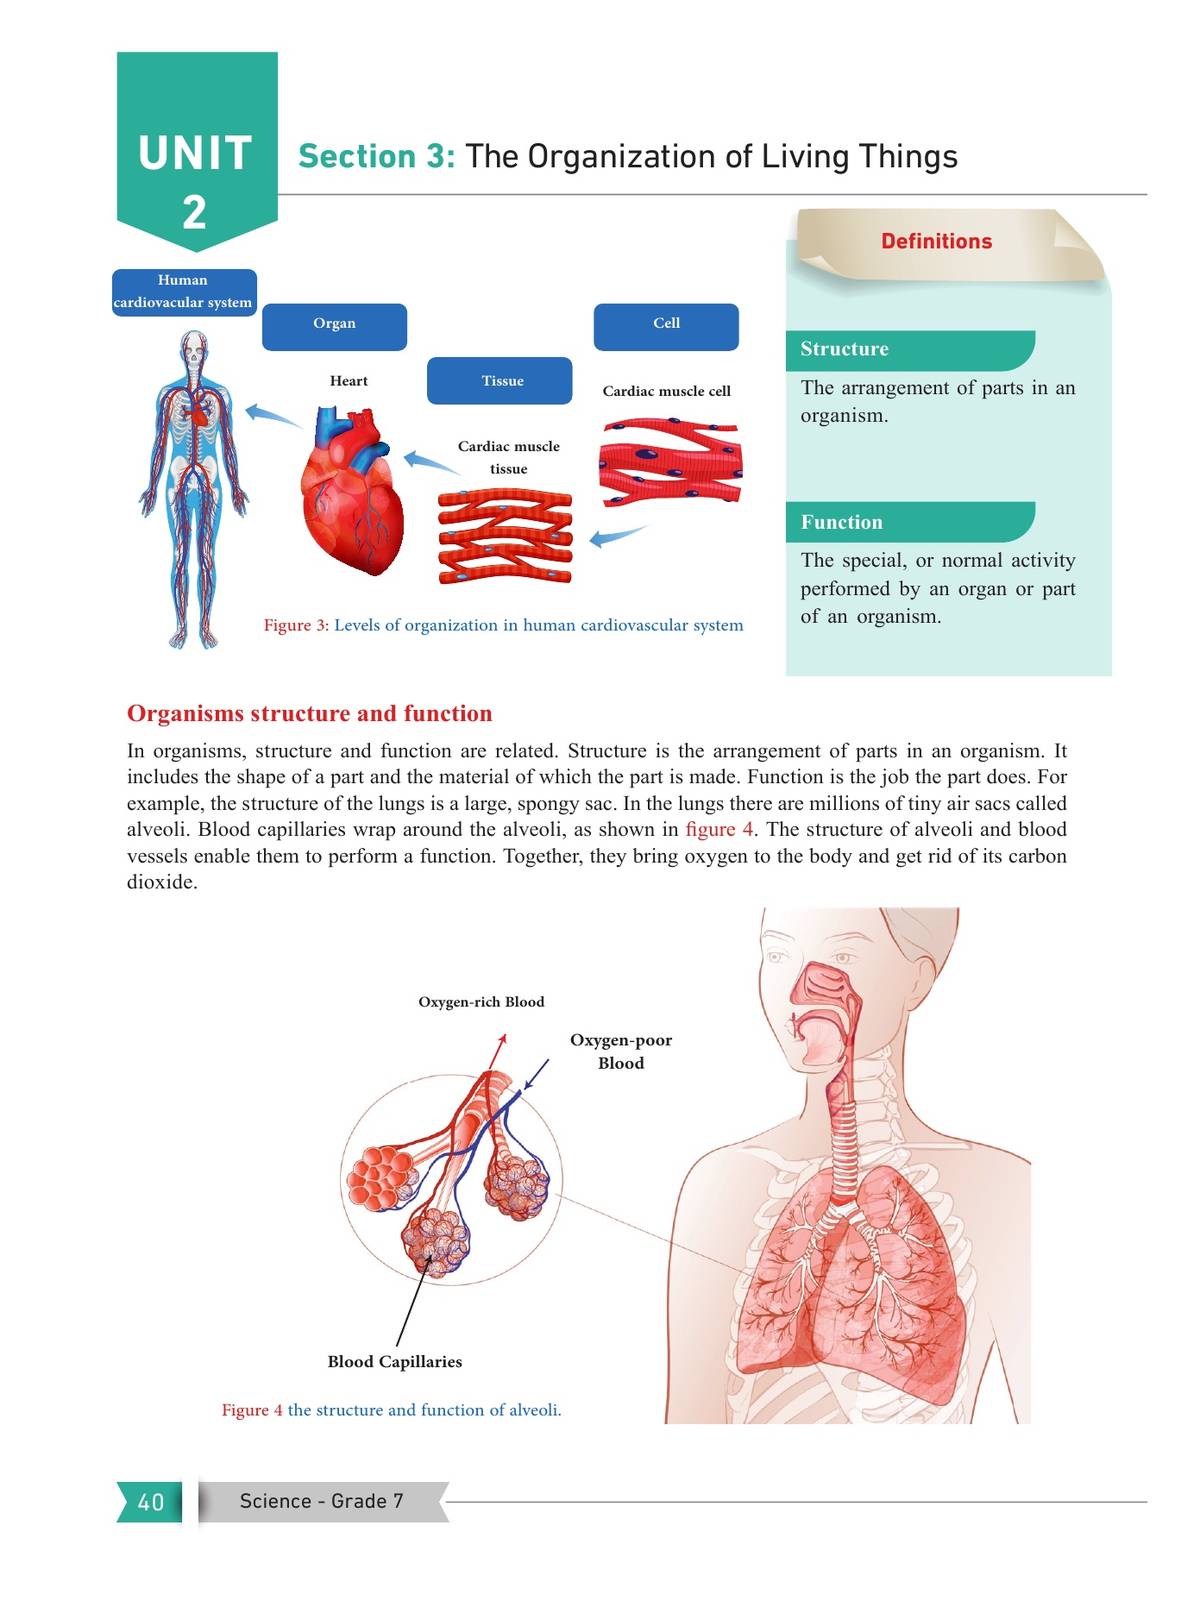 UNIT
2
Section 3: The Organization of Living Things
Human
cardiovacular system
Organ
Heart
Tissue
Cardiac muscle
tissue
Cell
Cardiac muscle cell
Figure 3: Levels of organization in human cardiovascular system
Definitions
Structure
The arrangement of parts in an
organism.
Function
The special, or normal activity
performed by an organ or part
of an organism.
Organisms structure and function
In organisms, structure and function are related. Structure is the arrangement of parts in an organism. It
includes the shape of a part and the material of which the part is made. Function is the job the part does. For
example, the structure of the lungs is a large, spongy sac. In the lungs there are millions of tiny air sacs called
alveoli. Blood capillaries wrap around the alveoli, as shown in figure 4. The structure of alveoli and blood
vessels enable them to perform a function. Together, they bring oxygen to the body and get rid of its carbon
dioxide.
Oxygen-rich Blood
Oxygen-poor
Blood
Blood Capillaries
Figure 4 the structure and function of alveoli.
40
Science - Grade 7